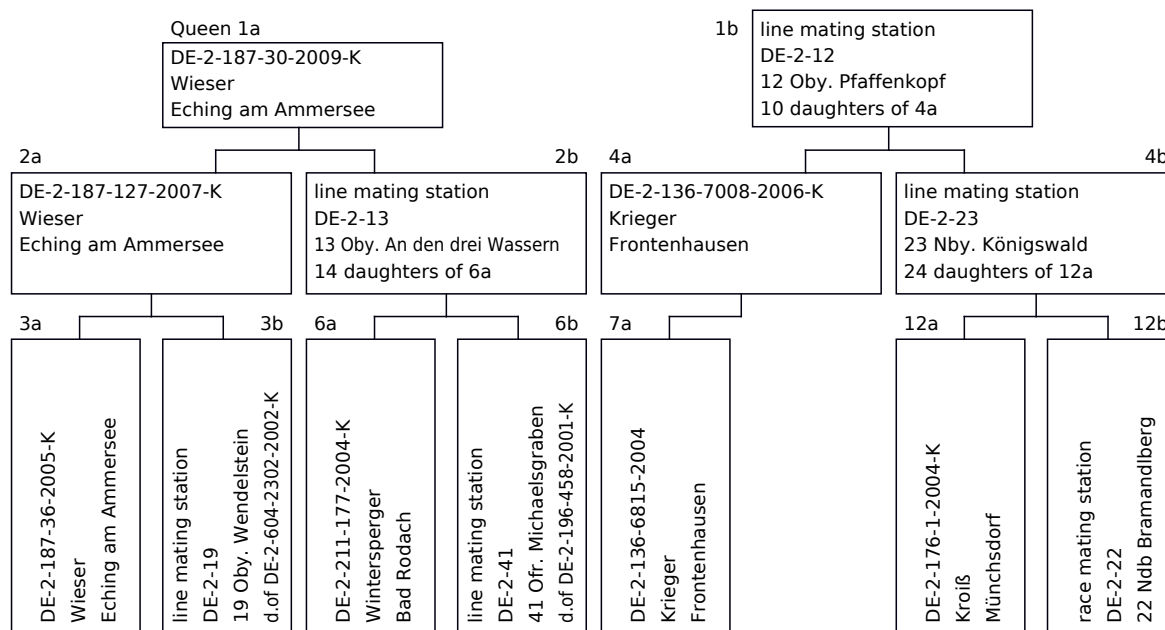 Queen 1a
DE-2-187-30-2009-K
Wieser
Eching am Ammersee
1b
line mating station
DE-2-12
12 Oby. Pfaffenkopf
10 daughters of 4a
2a
DE-2-187-127-2007-K
Wieser
Eching am Ammersee
2b
line mating station
DE-2-13
13 Oby. An den drei Wassern
14 daughters of 6a
4a
DE-2-136-7008-2006-K
Krieger
Frontenhausen
4b
line mating station
DE-2-23
23 Nby. Königswald
24 daughters of 12a
3a
DE-2-187-36-2005-K
Wieser
Eching am Ammersee
3b
line mating station
DE-2-19
19 Oby. Wendelstein
d.of DE-2-604-2302-2002-K
6a
DE-2-211-177-2004-K
Wintersperger
Bad Rodach
6b
line mating station
DE-2-41
41 Ofr. Michaelsgraben
d.of DE-2-196-458-2001-K
7a
DE-2-136-6815-2004
Krieger
Frontenhausen
12a
DE-2-176-1-2004-K
Kroiß
Münchsdorf
12b
race mating station
DE-2-22
22 Ndb Bramandlberg